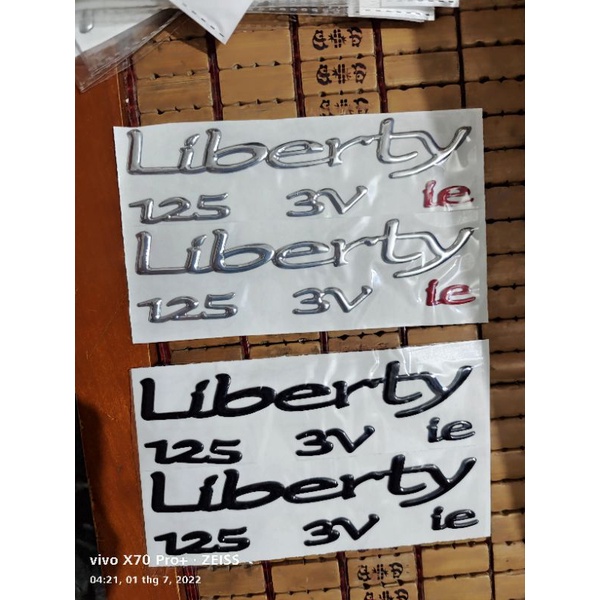 Liberty
125 3V ie
Liberty
125 3V ie
Liberty
125 3V ie
Liberty
125 3V ie
vivo X70 Pro+ · ZEISS
04:21, 01 thg 7, 2022